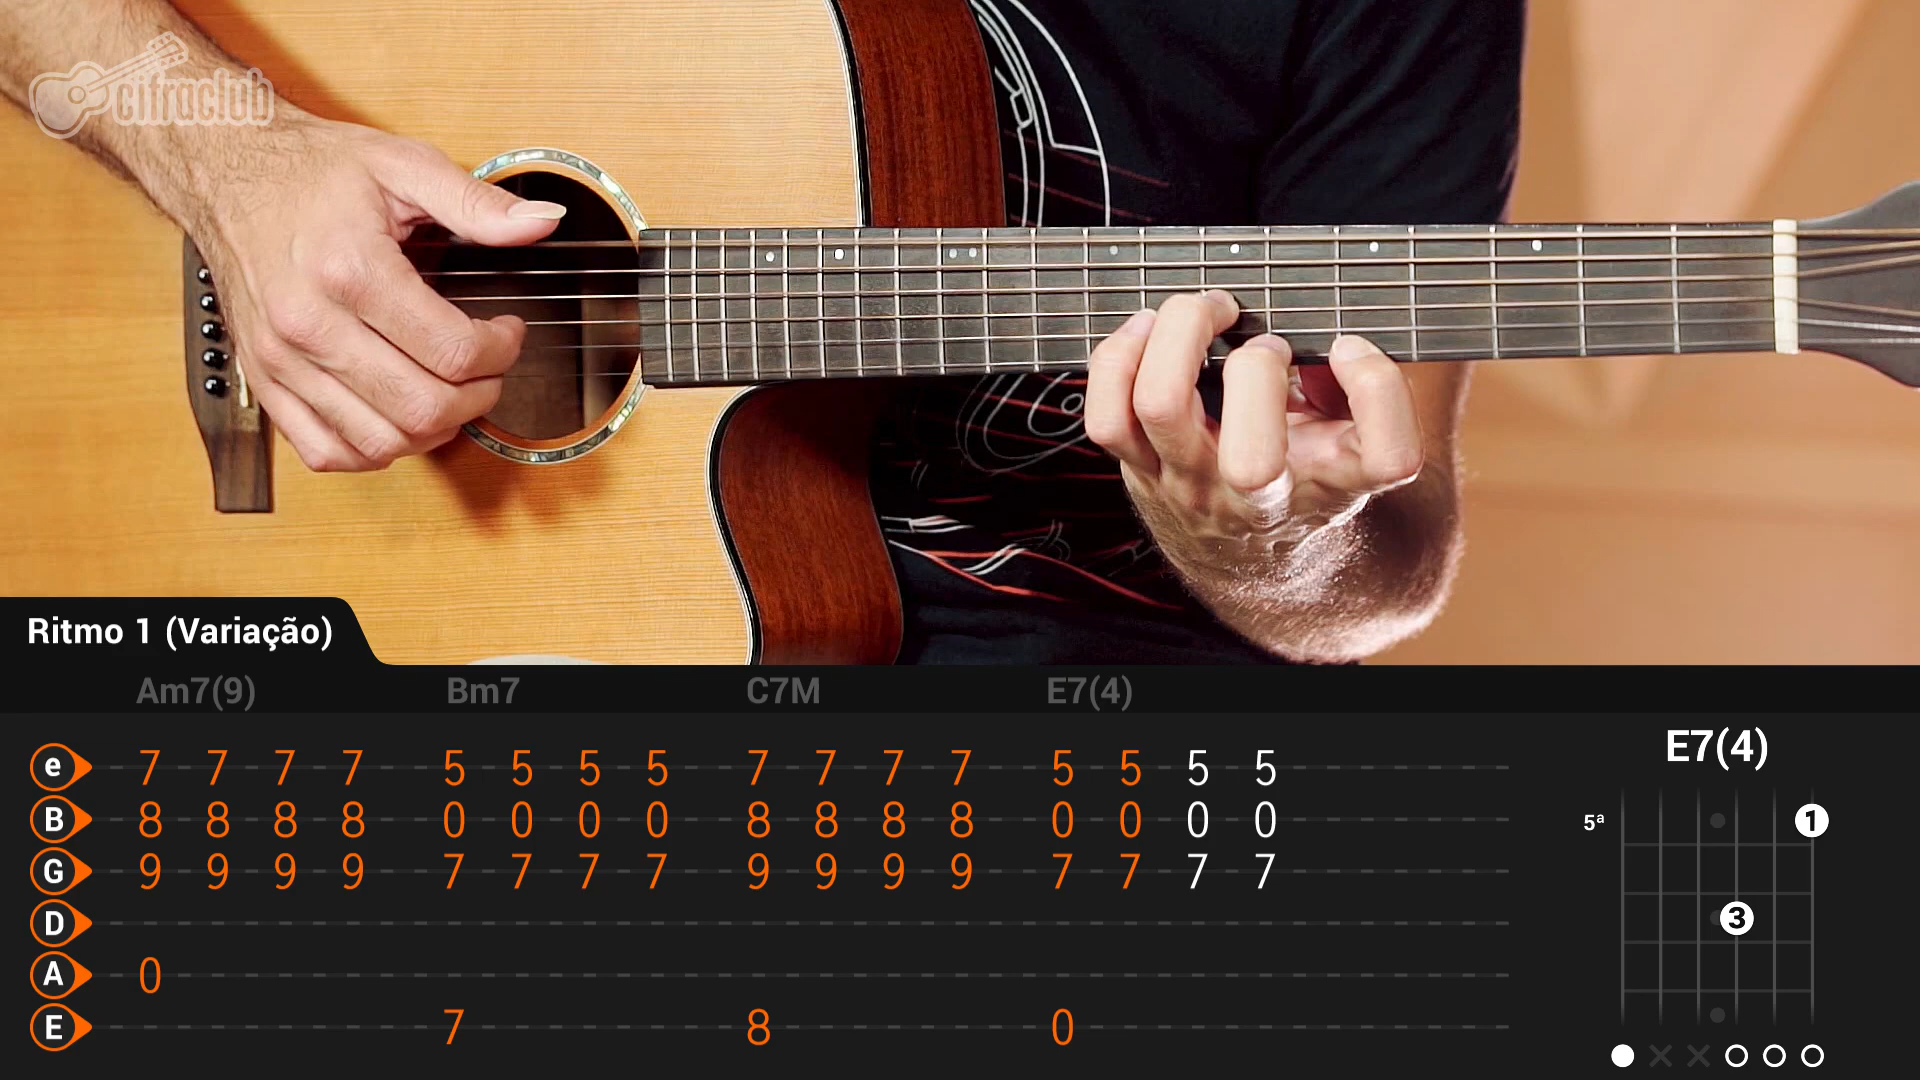 cifraclub
Ritmo 1 (Variação)
Am7(9) Bm7 C7M E7(4)
e 7 7 7 7 5 5 5 5 7 7 7 7 5 5 5 5
B 8 8 8 8 0 0 0 0 8 8 8 8 0 0 0 0
G 9 9 9 9 7 7 7 7 9 9 9 9 7 7 7 7
D
A 0
E 7 8 0
E7(4)
5ª 1
3